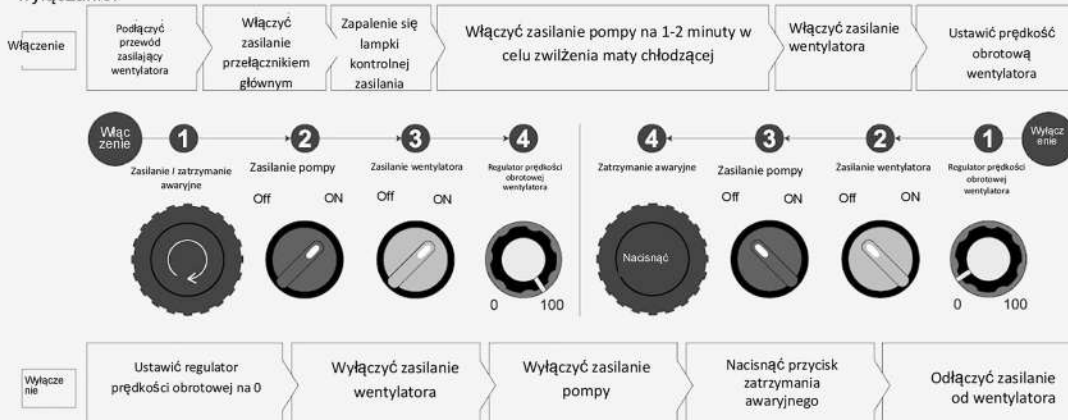 wyłączanie.
Włączenie
Podłączyć
przewód
zasilający
wentylatora
Włączyć
zasilanie
przełącznikiem
głównym
Zapalenie się
lampki
kontrolnej
zasilania
Włączyć zasilanie pompy na 1-2 minuty w
celu zwilżenia maty chłodzącej
Włączyć zasilanie
wentylatora
Ustawić prędkość
obrotową
wentylatora
Włąc
zenie
1
2
3
4
Zasilanie I zatrzymanie
awaryjne
Zasilanie pompy
Zasilanie wentylatora
Regulator prędkości
obrotowej
wentylatora
Off ON
Off ON
0 100
4
3
2
1
Wyłącz
enie
Zatrzymanie awaryjne
Zasilanie pompy
Zasilanie wentylatora
Regulator prędkości
obrotowej
wentylatora
Off ON
Off ON
Nacisnąć
0 100
Wyłącze
nie
Ustawić regulator
prędkości obrotowej na 0
Wyłączyć zasilanie
wentylatora
Wyłączyć zasilanie
pompy
Nacisnąć przycisk
zatrzymania
awaryjnego
Odłączyć zasilanie
od wentylatora